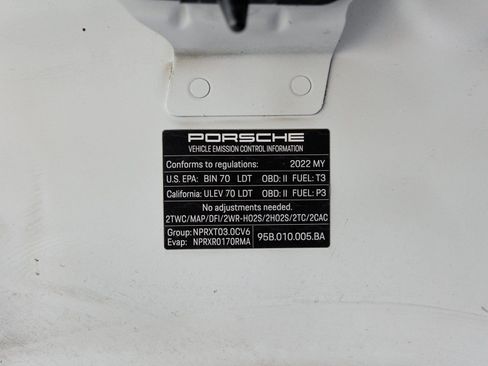 PORSCHE
VEHICLE EMISSION CONTROL INFORMATION
Conforms to regulations: 2022 MY
U.S. EPA: BIN 70 LDT OBD: II FUEL: T3
California: ULEV 70 LDT OBD: II FUEL: P3
No adjustments needed.
2TWC/MAP/DFI/2WR-HO2S/2HO2S/2TC/2CAC
Group: NPRXT03.0CV6
Evap: NPRXR0170RMA
95B.010.005.BA